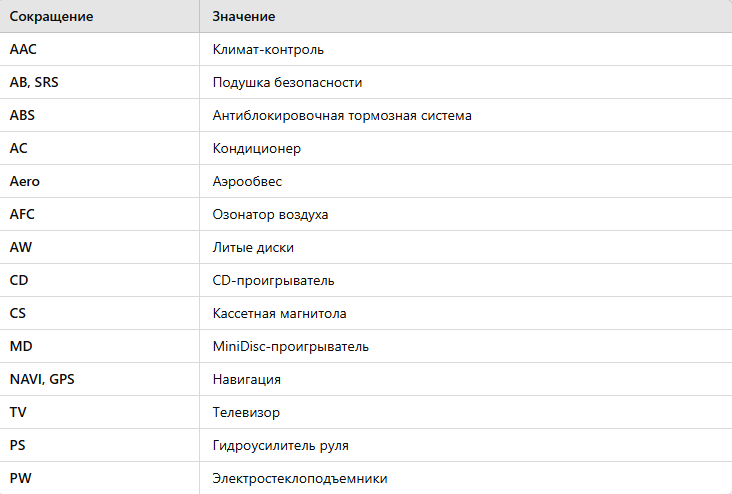 Сокращение Значение
AAC Климат-контроль
AB, SRS Подушка безопасности
ABS Антиблокировочная тормозная система
AC Кондиционер
Aero Аэрообвес
AFC Озонатор воздуха
AW Литые диски
CD CD-проигрыватель
CS Кассетная магнитола
MD MiniDisc-проигрыватель
NAVI, GPS Навигация
TV Телевизор
PS Гидроусилитель руля
PW Электростеклоподъемники